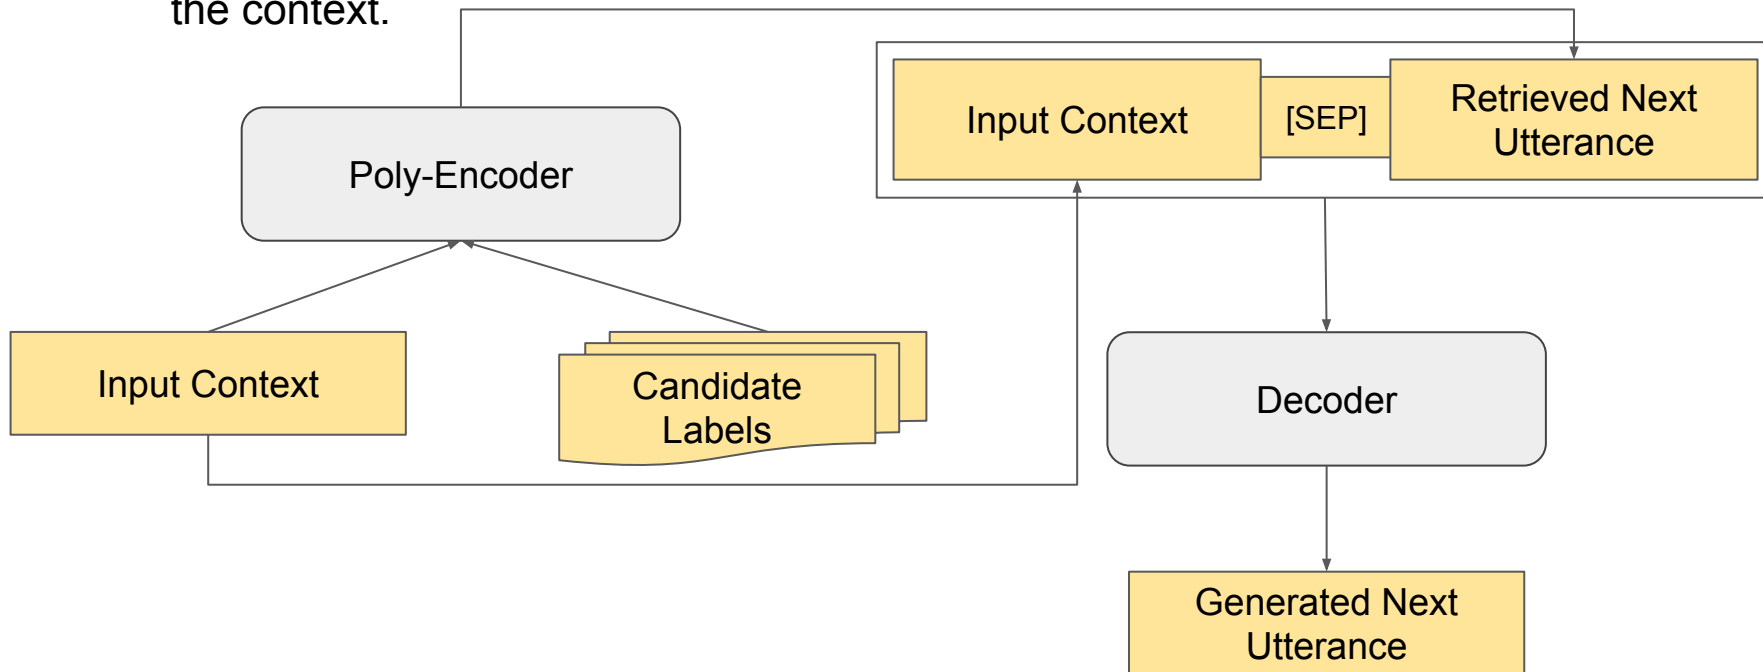 the context.
Input Context
[SEP]
Retrieved Next
Utterance
Poly-Encoder
Input Context
Candidate
Labels
Decoder
Generated Next
Utterance